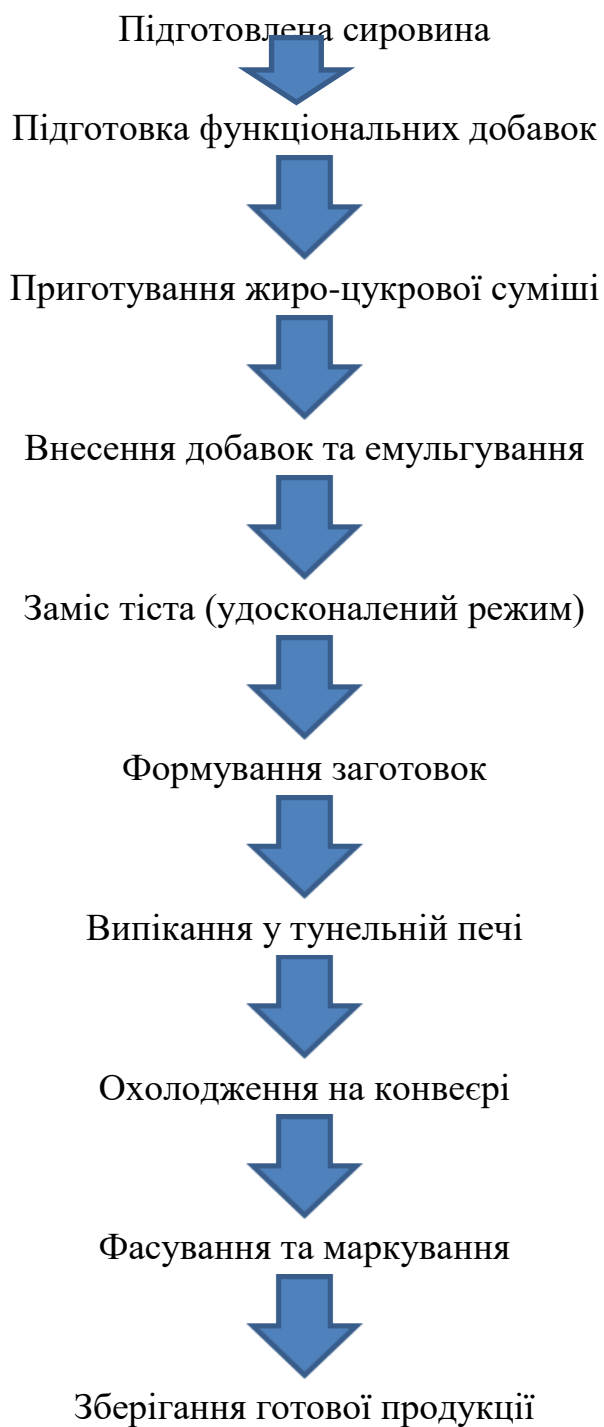 Підготовлена сировина
Підготовка функціональних добавок
Приготування жиро-цукрової суміші
Внесення добавок та емульгування
Заміс тіста (удосконалений режим)
Формування заготовок
Випікання у тунельній печі
Охолодження на конвеєрі
Фасування та маркування
Зберігання готової продукції